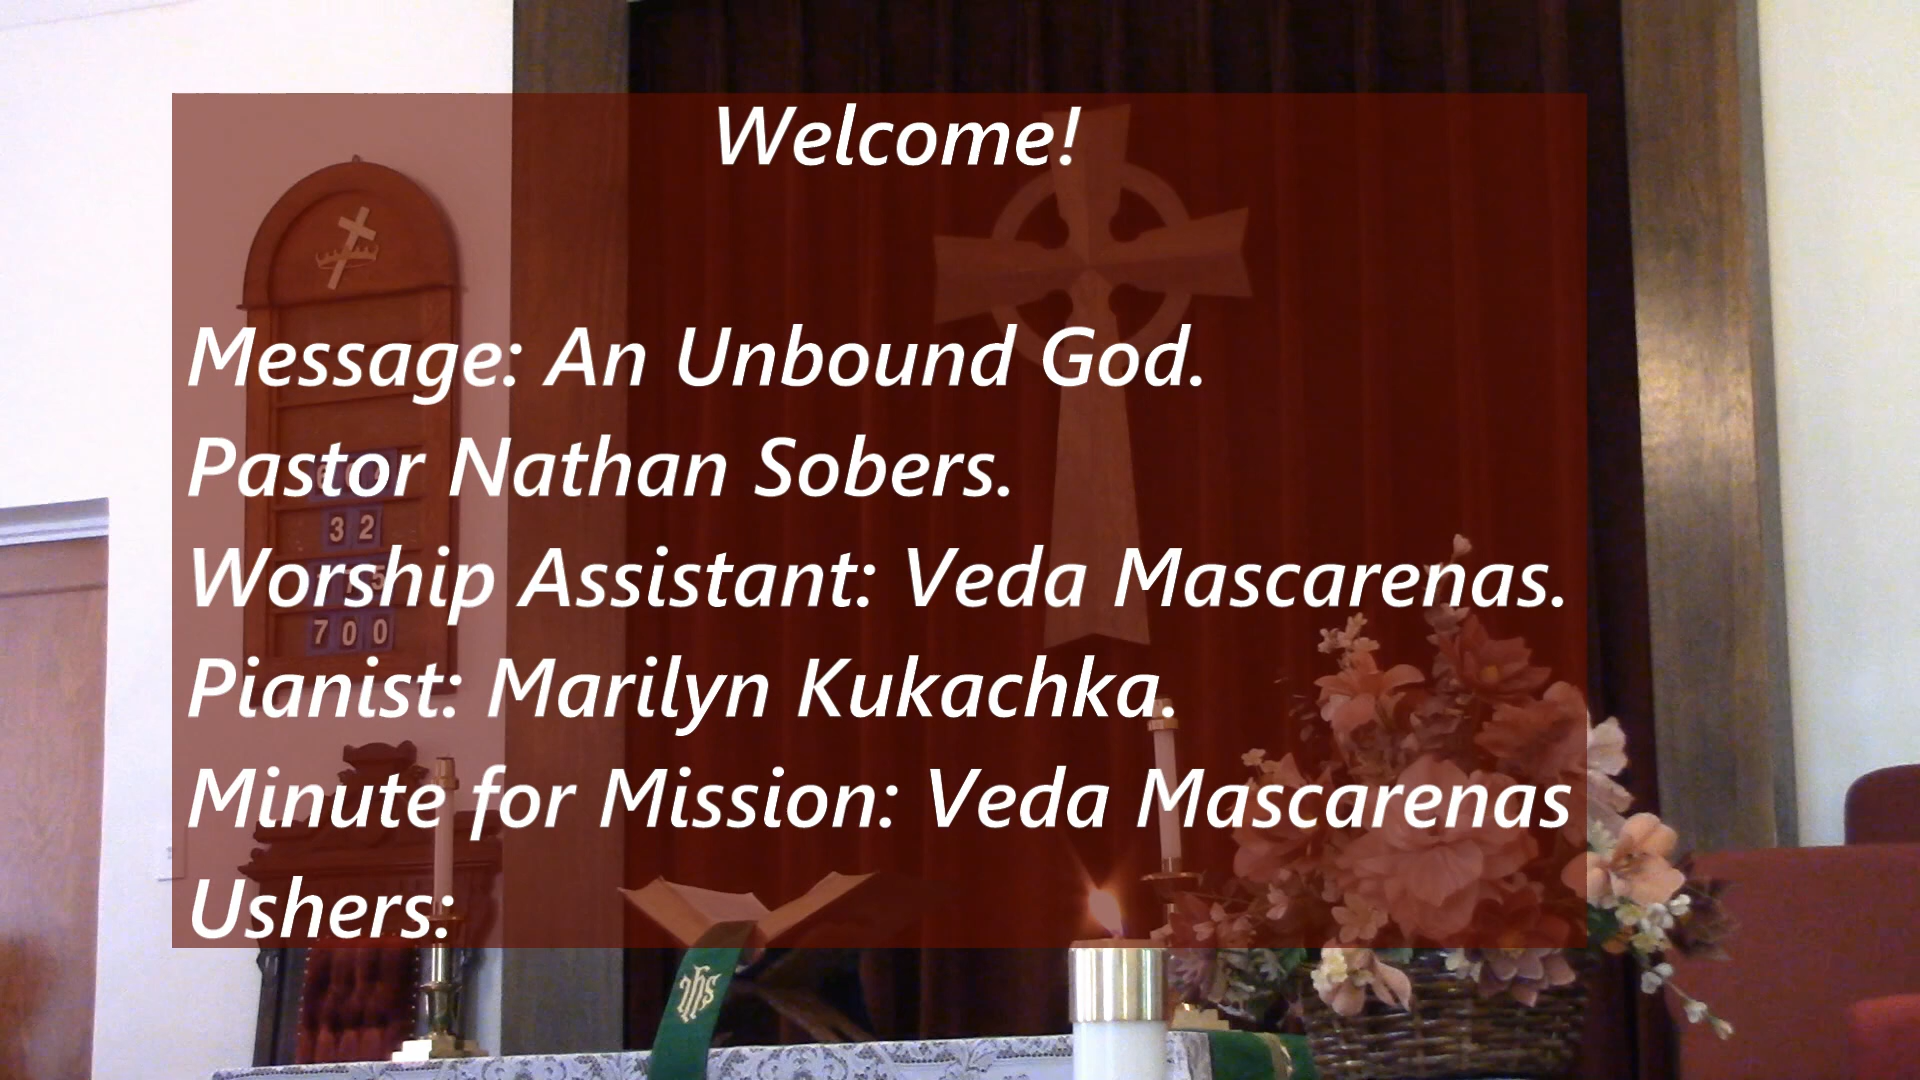 Welcome!
Message: An Unbound God.
Pastor Nathan Sobers.
32
Worship Assistant: Veda Mascarenas.
700
Pianist: Marilyn Kukachka.
Minute for Mission: Veda Mascarenas
Ushers:
ihs